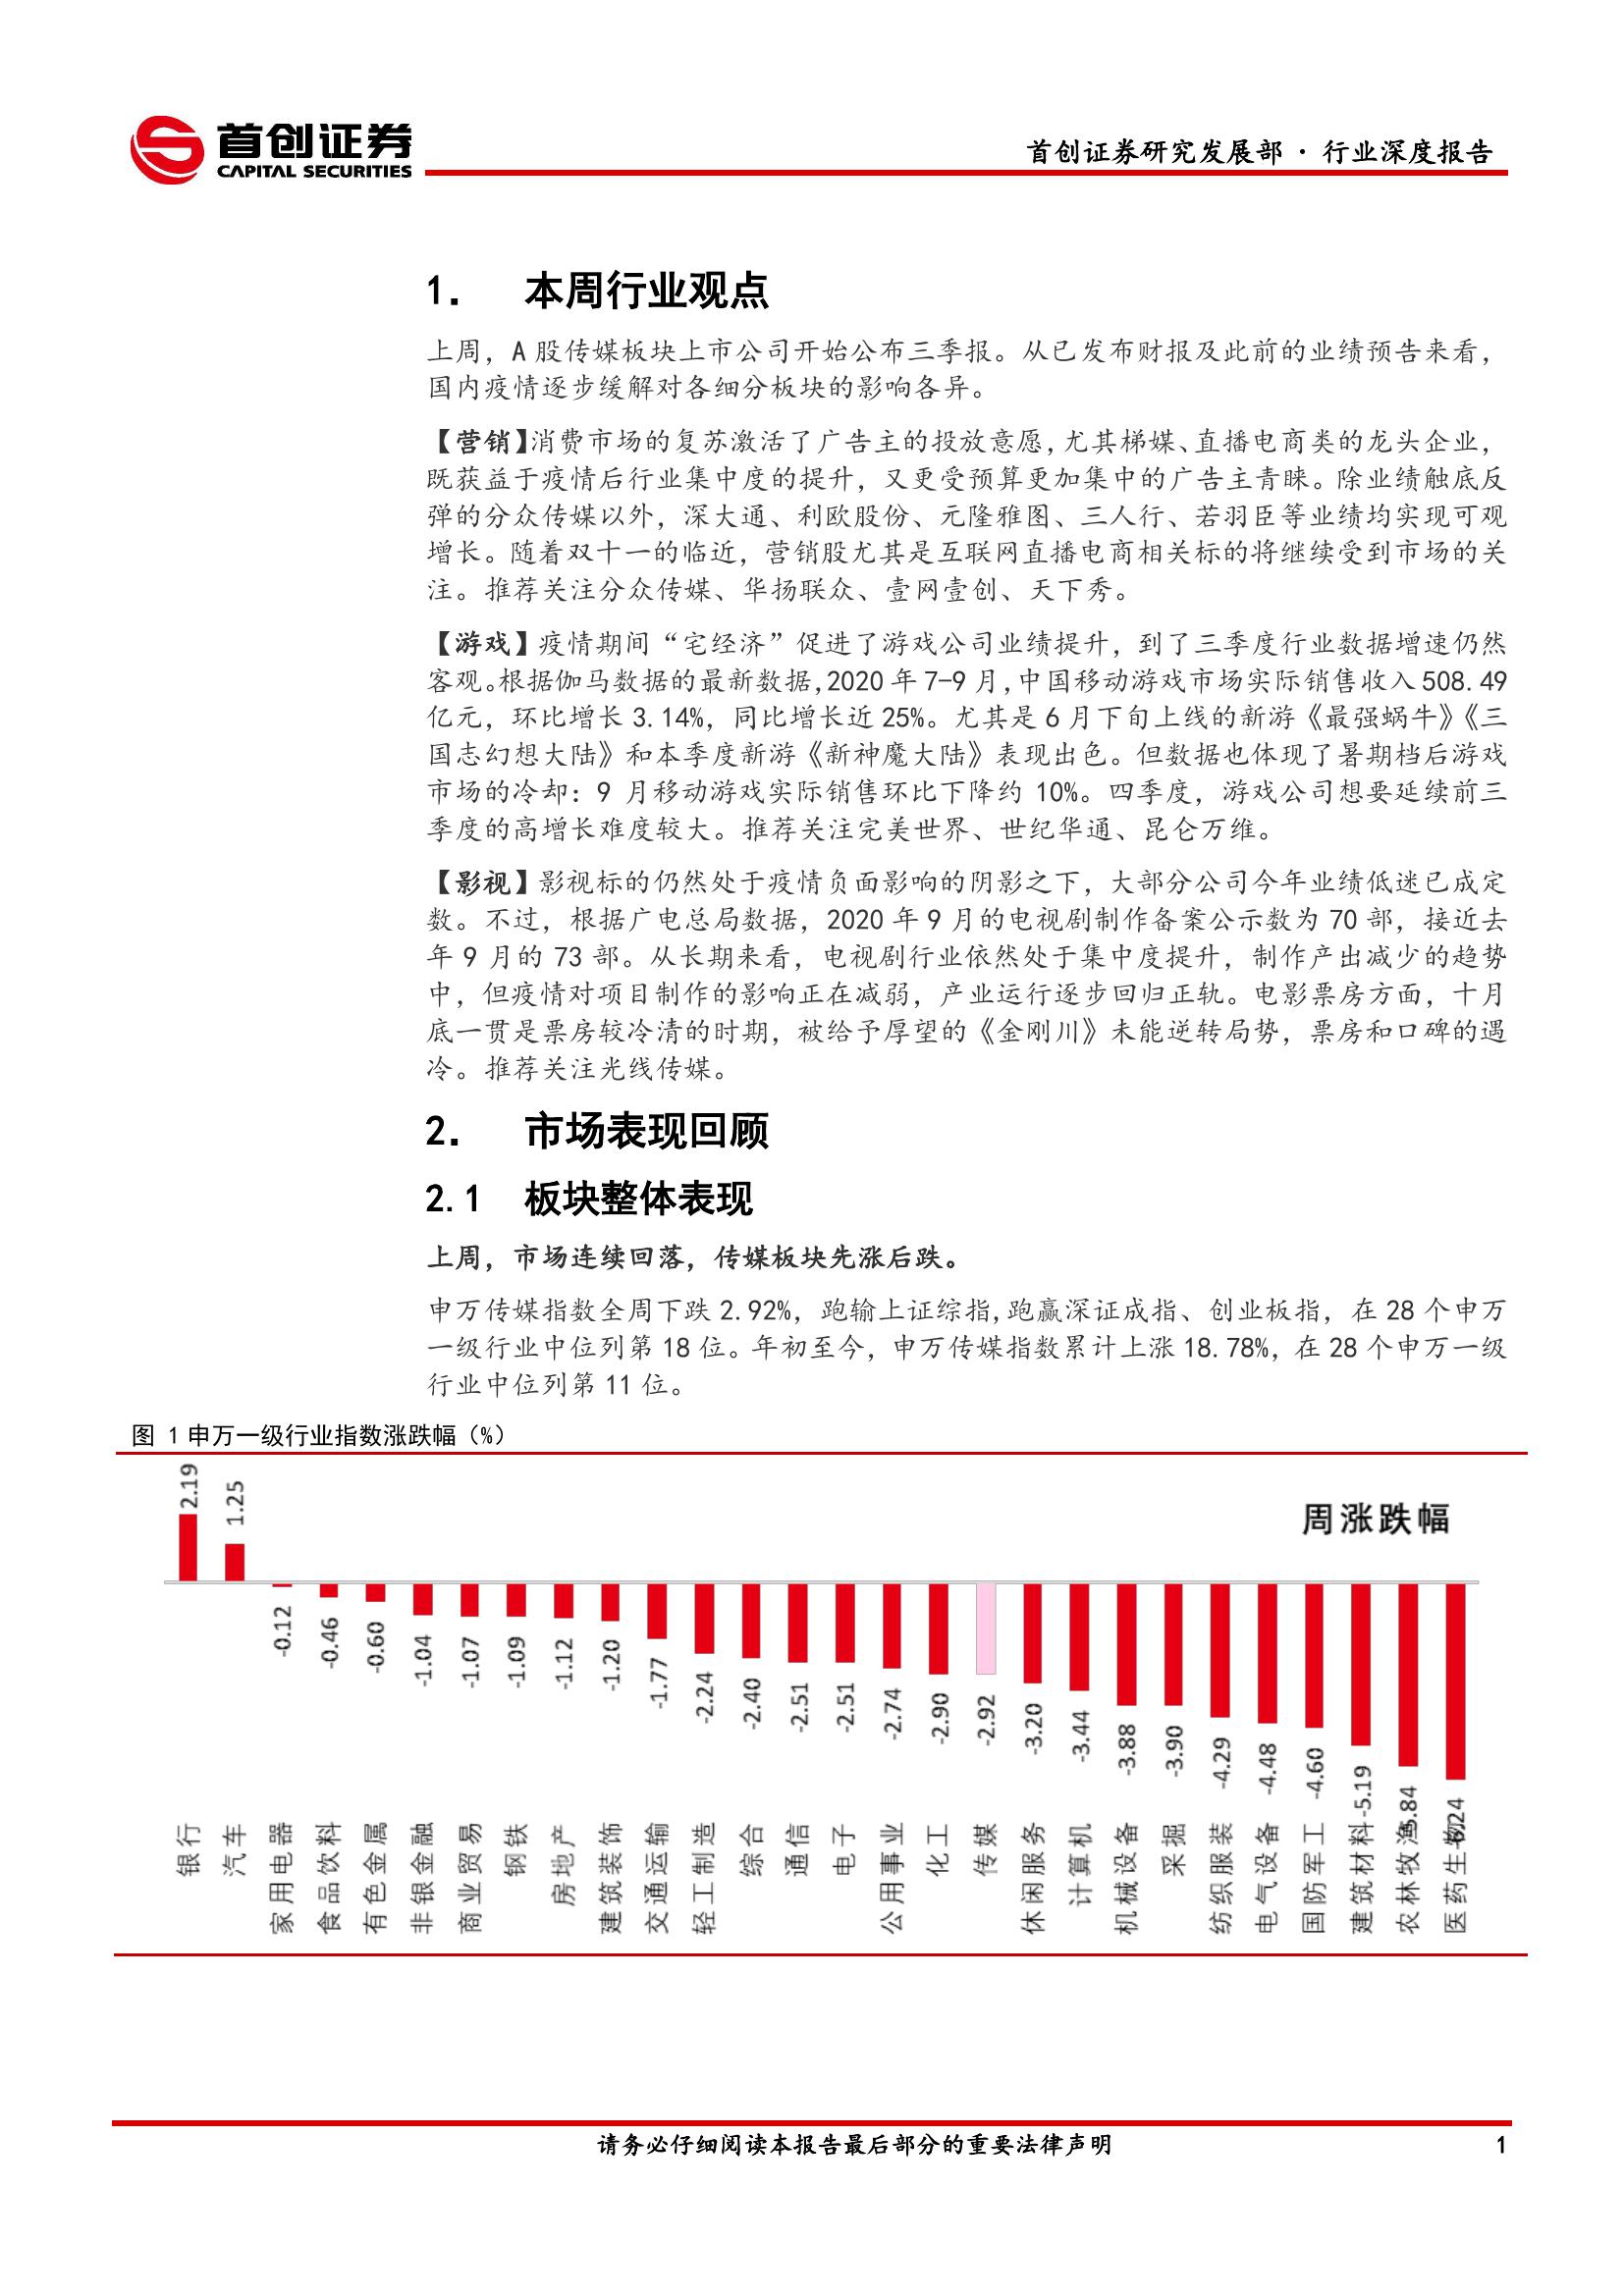 首创证券
CAPITAL SECURITIES
首创证券研究发展部 · 行业深度报告
1. 本周行业观点
上周，A 股传媒板块上市公司开始公布三季报。从已发布财报及此前的业绩预告来看，
国内疫情逐步缓解对各细分板块的影响各异。
【营销】消费市场的复苏激活了广告主的投放意愿，尤其梯媒、直播电商类的龙头企业，
既获益于疫情后行业集中度的提升，又更受预算更加集中的广告主青睐。除业绩触底反
弹的分众传媒以外，深大通、利欧股份、元隆雅图、三人行、若羽臣等业绩均实现可观
增长。随着双十一的临近，营销股尤其是互联网直播电商相关标的将继续受到市场的关
注。推荐关注分众传媒、华扬联众、壹网壹创、天下秀。
【游戏】疫情期间“宅经济”促进了游戏公司业绩提升，到了三季度行业数据增速仍然
客观。根据伽马数据的最新数据，2020 年 7-9 月，中国移动游戏市场实际销售收入 508.49
亿元，环比增长 3.14%，同比增长近 25%。尤其是 6 月下旬上线的新游《最强蜗牛》《三
国志幻想大陆》和本季度新游《新神魔大陆》表现出色。但数据也体现了暑期档后游戏
市场的冷却：9 月移动游戏实际销售环比下降约 10%。四季度，游戏公司想要延续前三
季度的高增长难度较大。推荐关注完美世界、世纪华通、昆仑万维。
【影视】影视标的仍然处于疫情负面影响的阴影之下，大部分公司今年业绩低迷已成定
数。不过，根据广电总局数据，2020 年 9 月的电视剧制作备案公示数为 70 部，接近去
年 9 月的 73 部。从长期来看，电视剧行业依然处于集中度提升，制作产出减少的趋势
中，但疫情对项目制作的影响正在减弱，产业运行逐步回归正轨。电影票房方面，十月
底一贯是票房较冷清的时期，被给予厚望的《金刚川》未能逆转局势，票房和口碑的遇
冷。推荐关注光线传媒。
2. 市场表现回顾
2.1 板块整体表现
上周，市场连续回落，传媒板块先涨后跌。
申万传媒指数全周下跌 2.92%，跑输上证综指,跑赢深证成指、创业板指，在 28 个申万
一级行业中位列第 18 位。年初至今，申万传媒指数累计上涨 18.78%，在 28 个申万一级
行业中位列第 11 位。
图 1 申万一级行业指数涨跌幅（%）
周涨跌幅
2.19
1.25
-0.12
-0.46
-0.60
-1.04
-1.07
-1.09
-1.12
-1.20
-1.77
-2.24
-2.40
-2.51
-2.51
-2.74
-2.90
-2.92
-3.20
-3.44
-3.88
-3.90
-4.29
-4.48
-4.60
-5.19
-5.84
-6.24
银行
汽车
家用电器
食品饮料
有色金属
非银金融
商业贸易
钢铁
房地产
建筑装饰
交通运输
轻工制造
综合
通信
电子
公用事业
化工
传媒
休闲服务
计算机
机械设备
采掘
纺织服装
电气设备
国防军工
建筑材料
农林牧渔
医药生物
请务必仔细阅读本报告最后部分的重要法律声明
1